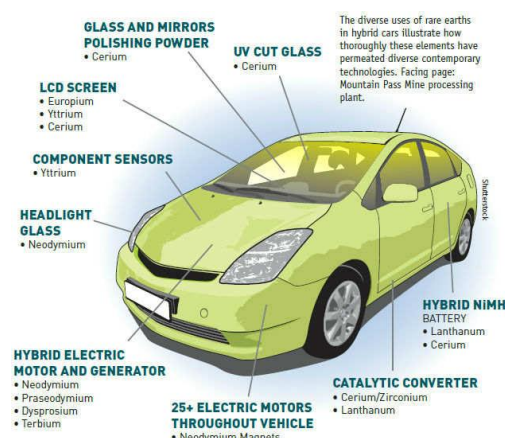 GLASS AND MIRRORS
POLISHING POWDER
• Cerium
UV CUT GLASS
• Cerium
The diverse uses of rare earths
in hybrid cars illustrate how
thoroughly these elements have
permeated diverse contemporary
technologies. Facing page:
Mountain Pass Mine processing
plant.
LCD SCREEN
• Europium
• Yttrium
• Cerium
COMPONENT SENSORS
• Yttrium
HEADLIGHT
GLASS
• Neodymium
Shutterstock
HYBRID NiMH
BATTERY
• Lanthanum
• Cerium
HYBRID ELECTRIC
MOTOR AND GENERATOR
• Neodymium
• Praseodymium
• Dysprosium
• Terbium
25+ ELECTRIC MOTORS
THROUGHOUT VEHICLE
• Neodymium Magnets
CATALYTIC CONVERTER
• Cerium/Zirconium
• Lanthanum